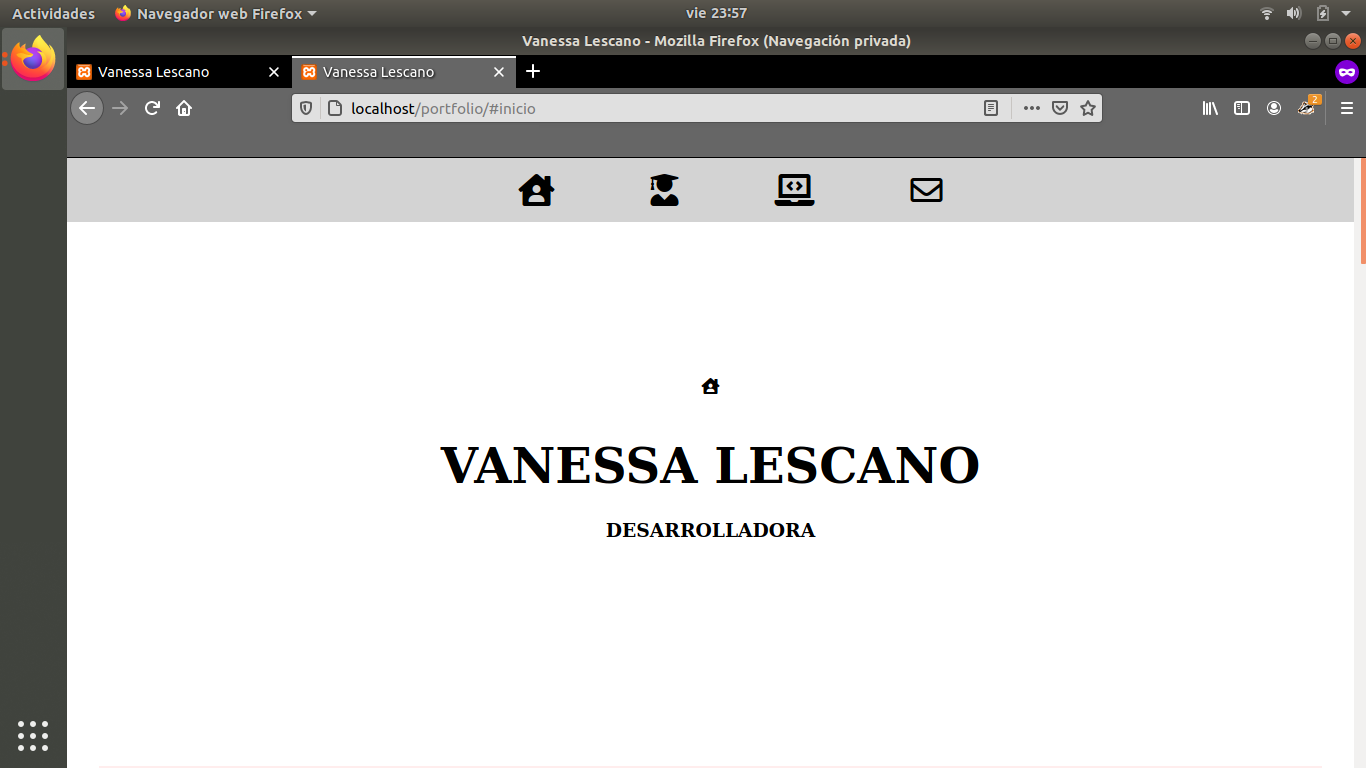 Actividades Navegador web Firefox vie 23:57
Vanessa Lescano - Mozilla Firefox (Navegación privada)
Vanessa Lescano Vanessa Lescano
localhost/portfolio/#inicio
2
VANESSA LESCANO
DESARROLLADORA